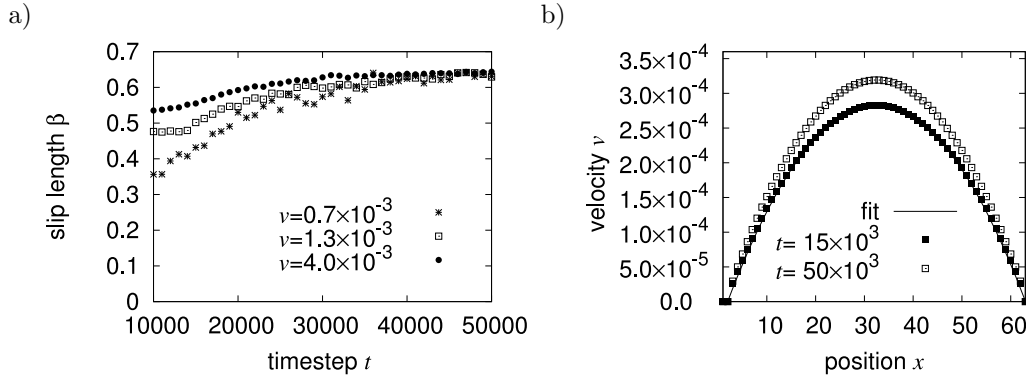 a)
0.7
0.6
0.5
0.4
0.3
0.2
0.1
0
slip length β
v=0.7×10⁻³
v=1.3×10⁻³
v=4.0×10⁻³
10000 20000 30000 40000 50000
timestep t
b)
3.5×10⁻⁴
3.0×10⁻⁴
2.5×10⁻⁴
2.0×10⁻⁴
1.5×10⁻⁴
1.0×10⁻⁴
5.0×10⁻⁵
0.0
velocity v
fit
t= 15×10³
t= 50×10³
10 20 30 40 50 60
position x